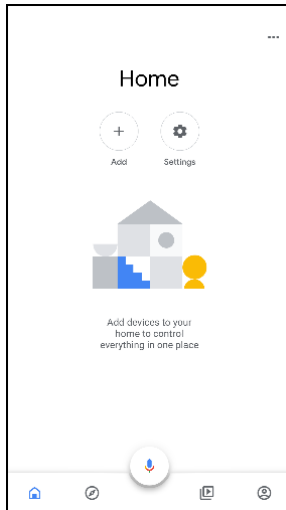 Home
Add
Settings
Add devices to your
home to control
everything in one place